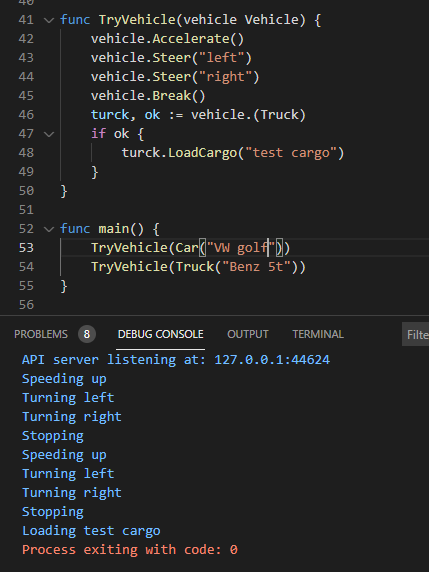 40
41 func TryVehicle(vehicle Vehicle) {
42 vehicle.Accelerate()
43 vehicle.Steer("left")
44 vehicle.Steer("right")
45 vehicle.Break()
46 turck, ok := vehicle.(Truck)
47 if ok {
48 turck.LoadCargo("test cargo")
49 }
50 }
51
52 func main() {
53 TryVehicle(Car("VW golf"))
54 TryVehicle(Truck("Benz 5t"))
55 }
56
PROBLEMS 8 DEBUG CONSOLE OUTPUT TERMINAL Filte
API server listening at: 127.0.0.1:44624
Speeding up
Turning left
Turning right
Stopping
Speeding up
Turning left
Turning right
Stopping
Loading test cargo
Process exiting with code: 0